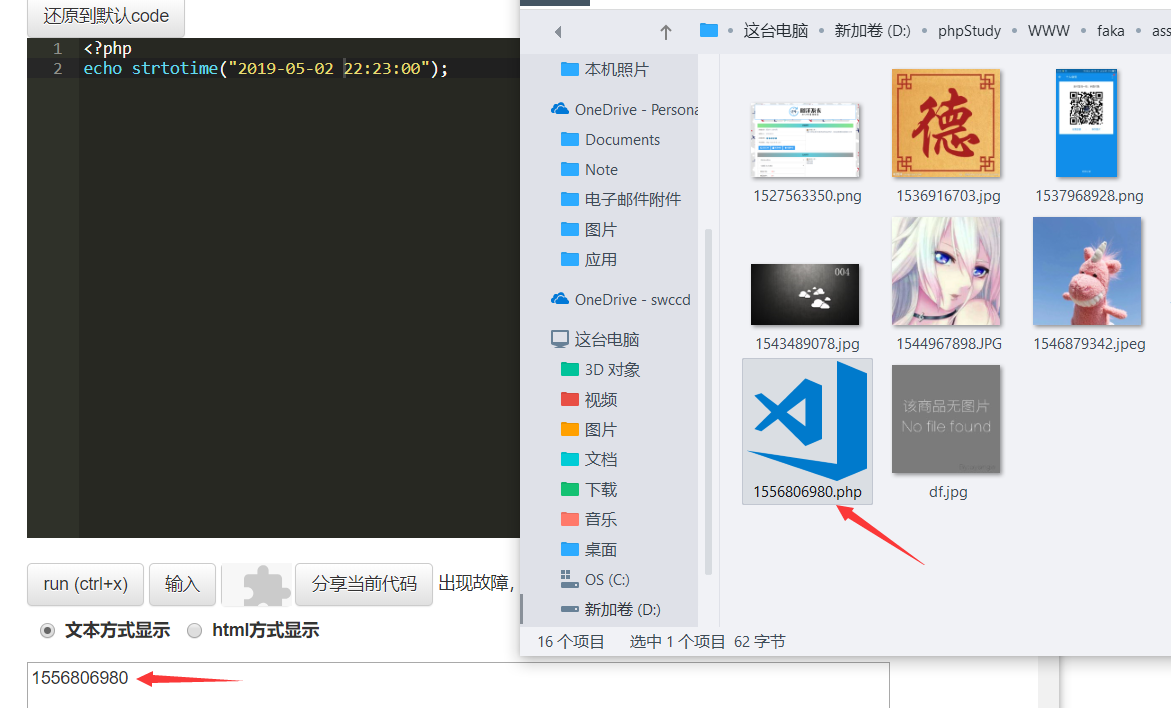 还原到默认code
1 <?php
2 echo strtotime("2019-05-02 22:23:00");
run (ctrl+x)
输入
分享当前代码
出现故障，
文本方式显示
html方式显示
1556806980
这台电脑
新加卷 (D:)
phpStudy
WWW
faka
ass
本机照片
OneDrive - Persona
Documents
Note
电子邮件附件
图片
应用
OneDrive - swccd
这台电脑
3D 对象
视频
图片
文档
下载
音乐
桌面
OS (C:)
新加卷 (D:)
1527563350.png
德
1536916703.jpg
1537968928.png
004
1543489078.jpg
1544967898.JPG
1546879342.jpeg
1556806980.php
该商品无图片
No file found
df.jpg
16 个项目
选中 1 个项目
62 字节